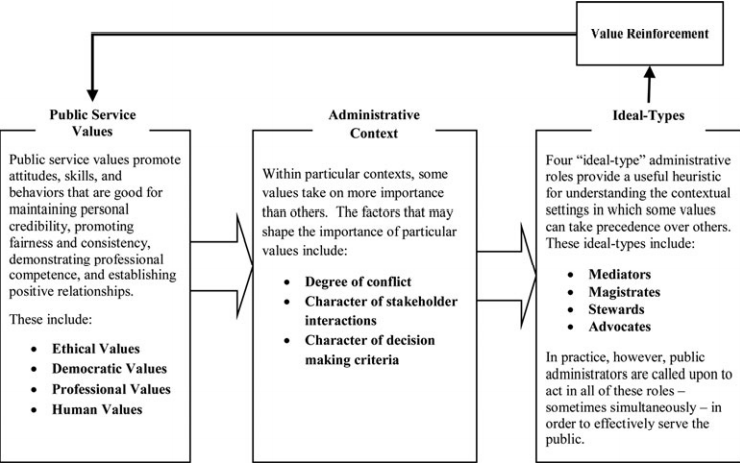 Value Reinforcement
Public Service
Values
Public service values promote
attitudes, skills, and
behaviors that are good for
maintaining personal
credibility, promoting
fairness and consistency,
demonstrating professional
competence, and establishing
positive relationships.
These include:
• Ethical Values
• Democratic Values
• Professional Values
• Human Values
Administrative
Context
Within particular contexts, some
values take on more importance
than others.  The factors that may
shape the importance of particular
values include:
• Degree of conflict
• Character of stakeholder
interactions
• Character of decision
making criteria
Ideal-Types
Four “ideal-type” administrative
roles provide a useful heuristic
for understanding the contextual
settings in which some values
can take precedence over others.
These ideal-types include:
• Mediators
• Magistrates
• Stewards
• Advocates
In practice, however, public
administrators are called upon to
act in all of these roles –
sometimes simultaneously – in
order to effectively serve the
public.